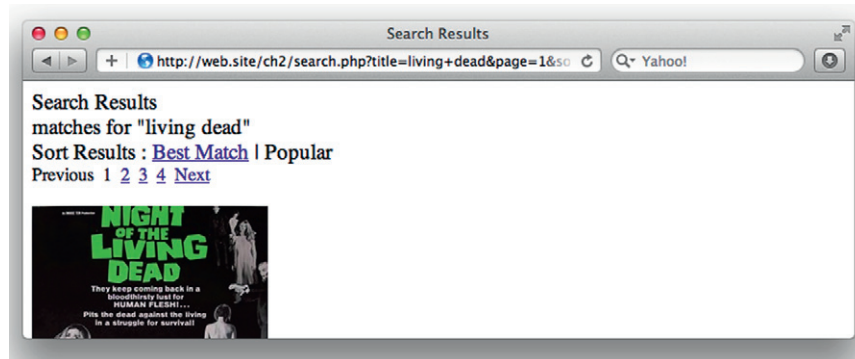 Search Results
http://web.site/ch2/search.php?title=living+dead&page=1&so
Yahoo!
Search Results
matches for "living dead"
Sort Results : Best Match | Popular
Previous 1 2 3 4 Next
NIGHT
OF THE
LIVING
DEAD
They keep coming back in a
bloodthirsty lust for
HUMAN FLESH!...
Pits the dead against the living
in a struggle for survival!